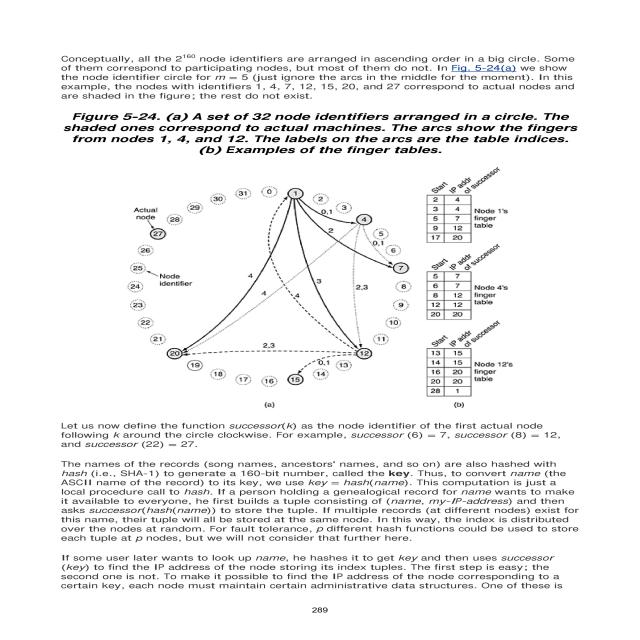 Conceptually, all the 2^160 node identifiers are arranged in ascending order in a big circle. Some
of them correspond to participating nodes, but most of them do not. In Fig. 5-24(a) we show
the node identifier circle for m = 5 (just ignore the arcs in the middle for the moment). In this
example, the nodes with identifiers 1, 4, 7, 12, 15, 20, and 27 correspond to actual nodes and
are shaded in the figure; the rest do not exist.
Figure 5-24. (a) A set of 32 node identifiers arranged in a circle. The
shaded ones correspond to actual machines. The arcs show the fingers
from nodes 1, 4, and 12. The labels on the arcs are the table indices.
(b) Examples of the finger tables.
Actual
node
Node
identifier
0
1
2
3
4
5
6
7
8
9
10
11
12
13
14
15
16
17
18
19
20
21
22
23
24
25
26
27
28
29
30
31
0,1
2
0,1
3
2,3
4
4
4
2,3
0,1
(a)
Start
IP addr
of successor
2 4
3 4
5 7
9 12
17 20
Node 1's
finger
table
Start
IP addr
of successor
5 7
6 7
8 12
12 12
20 20
Node 4's
finger
table
Start
IP addr
of successor
13 15
14 15
16 20
20 20
28 1
Node 12's
finger
table
(b)
Let us now define the function successor(k) as the node identifier of the first actual node
following k around the circle clockwise. For example, successor (6) = 7, successor (8) = 12,
and successor (22) = 27.
The names of the records (song names, ancestors' names, and so on) are also hashed with
hash (i.e., SHA-1) to generate a 160-bit number, called the key. Thus, to convert name (the
ASCII name of the record) to its key, we use key = hash(name). This computation is just a
local procedure call to hash. If a person holding a genealogical record for name wants to make
it available to everyone, he first builds a tuple consisting of (name, my-IP-address) and then
asks successor(hash(name)) to store the tuple. If multiple records (at different nodes) exist for
this name, their tuple will all be stored at the same node. In this way, the index is distributed
over the nodes at random. For fault tolerance, p different hash functions could be used to store
each tuple at p nodes, but we will not consider that further here.
If some user later wants to look up name, he hashes it to get key and then uses successor
(key) to find the IP address of the node storing its index tuples. The first step is easy; the
second one is not. To make it possible to find the IP address of the node corresponding to a
certain key, each node must maintain certain administrative data structures. One of these is
289